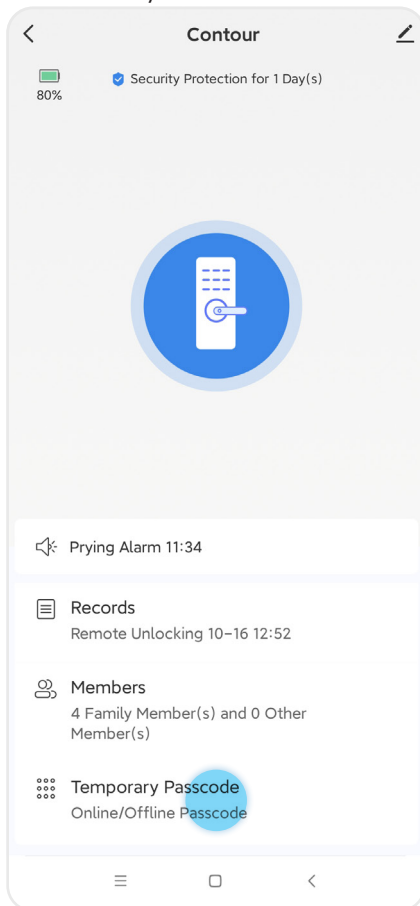 Contour
80%
Security Protection for 1 Day(s)
Prying Alarm 11:34
Records
Remote Unlocking 10-16 12:52
Members
4 Family Member(s) and 0 Other
Member(s)
Temporary Passcode
Online/Offline Passcode